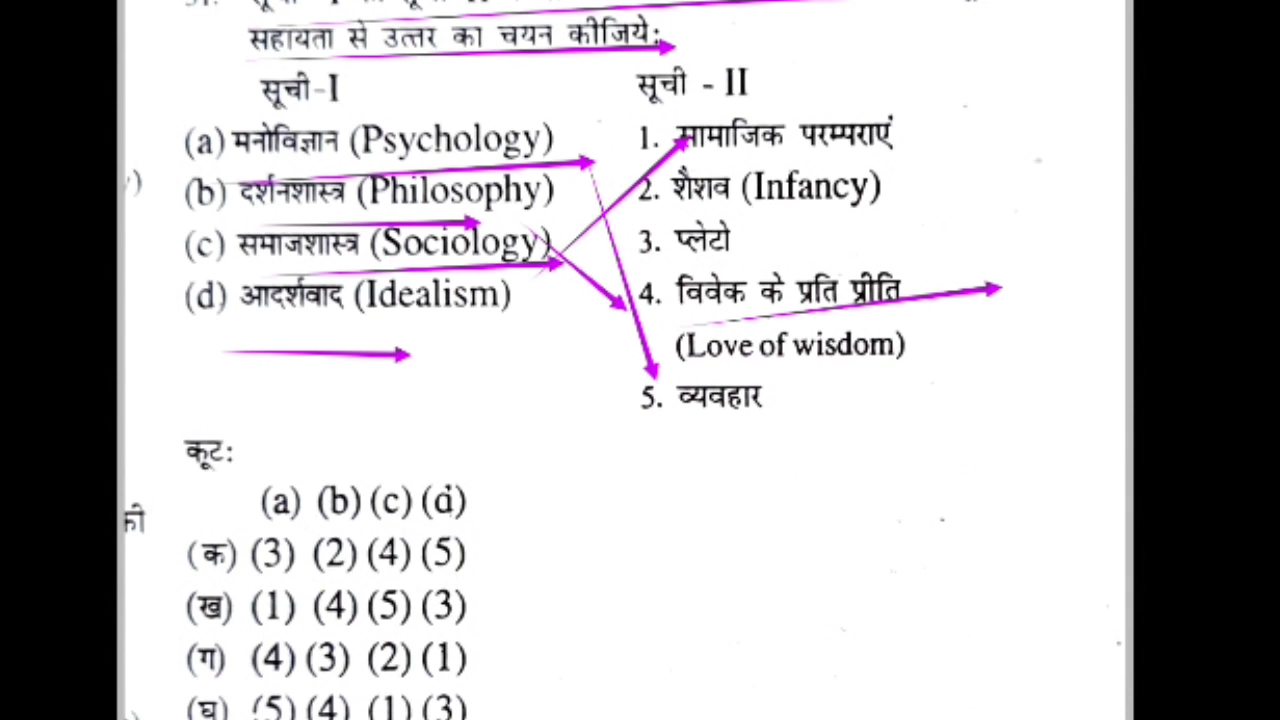 सहायता से उत्तर का चयन कीजिये:
सूची-I सूची - II
(a) मनोविज्ञान (Psychology) 1. सामाजिक परम्पराएं
(b) दर्शनशास्त्र (Philosophy) 2. शैशव (Infancy)
(c) समाजशास्त्र (Sociology) 3. प्लेटो
(d) आदर्शवाद (Idealism) 4. विवेक के प्रति प्रीति
(Love of wisdom)
5. व्यवहार
कूट:
(a) (b) (c) (d)
(क) (3) (2) (4) (5)
(ख) (1) (4) (5) (3)
(ग) (4) (3) (2) (1)
(घ) (5) (4) (1) (3)